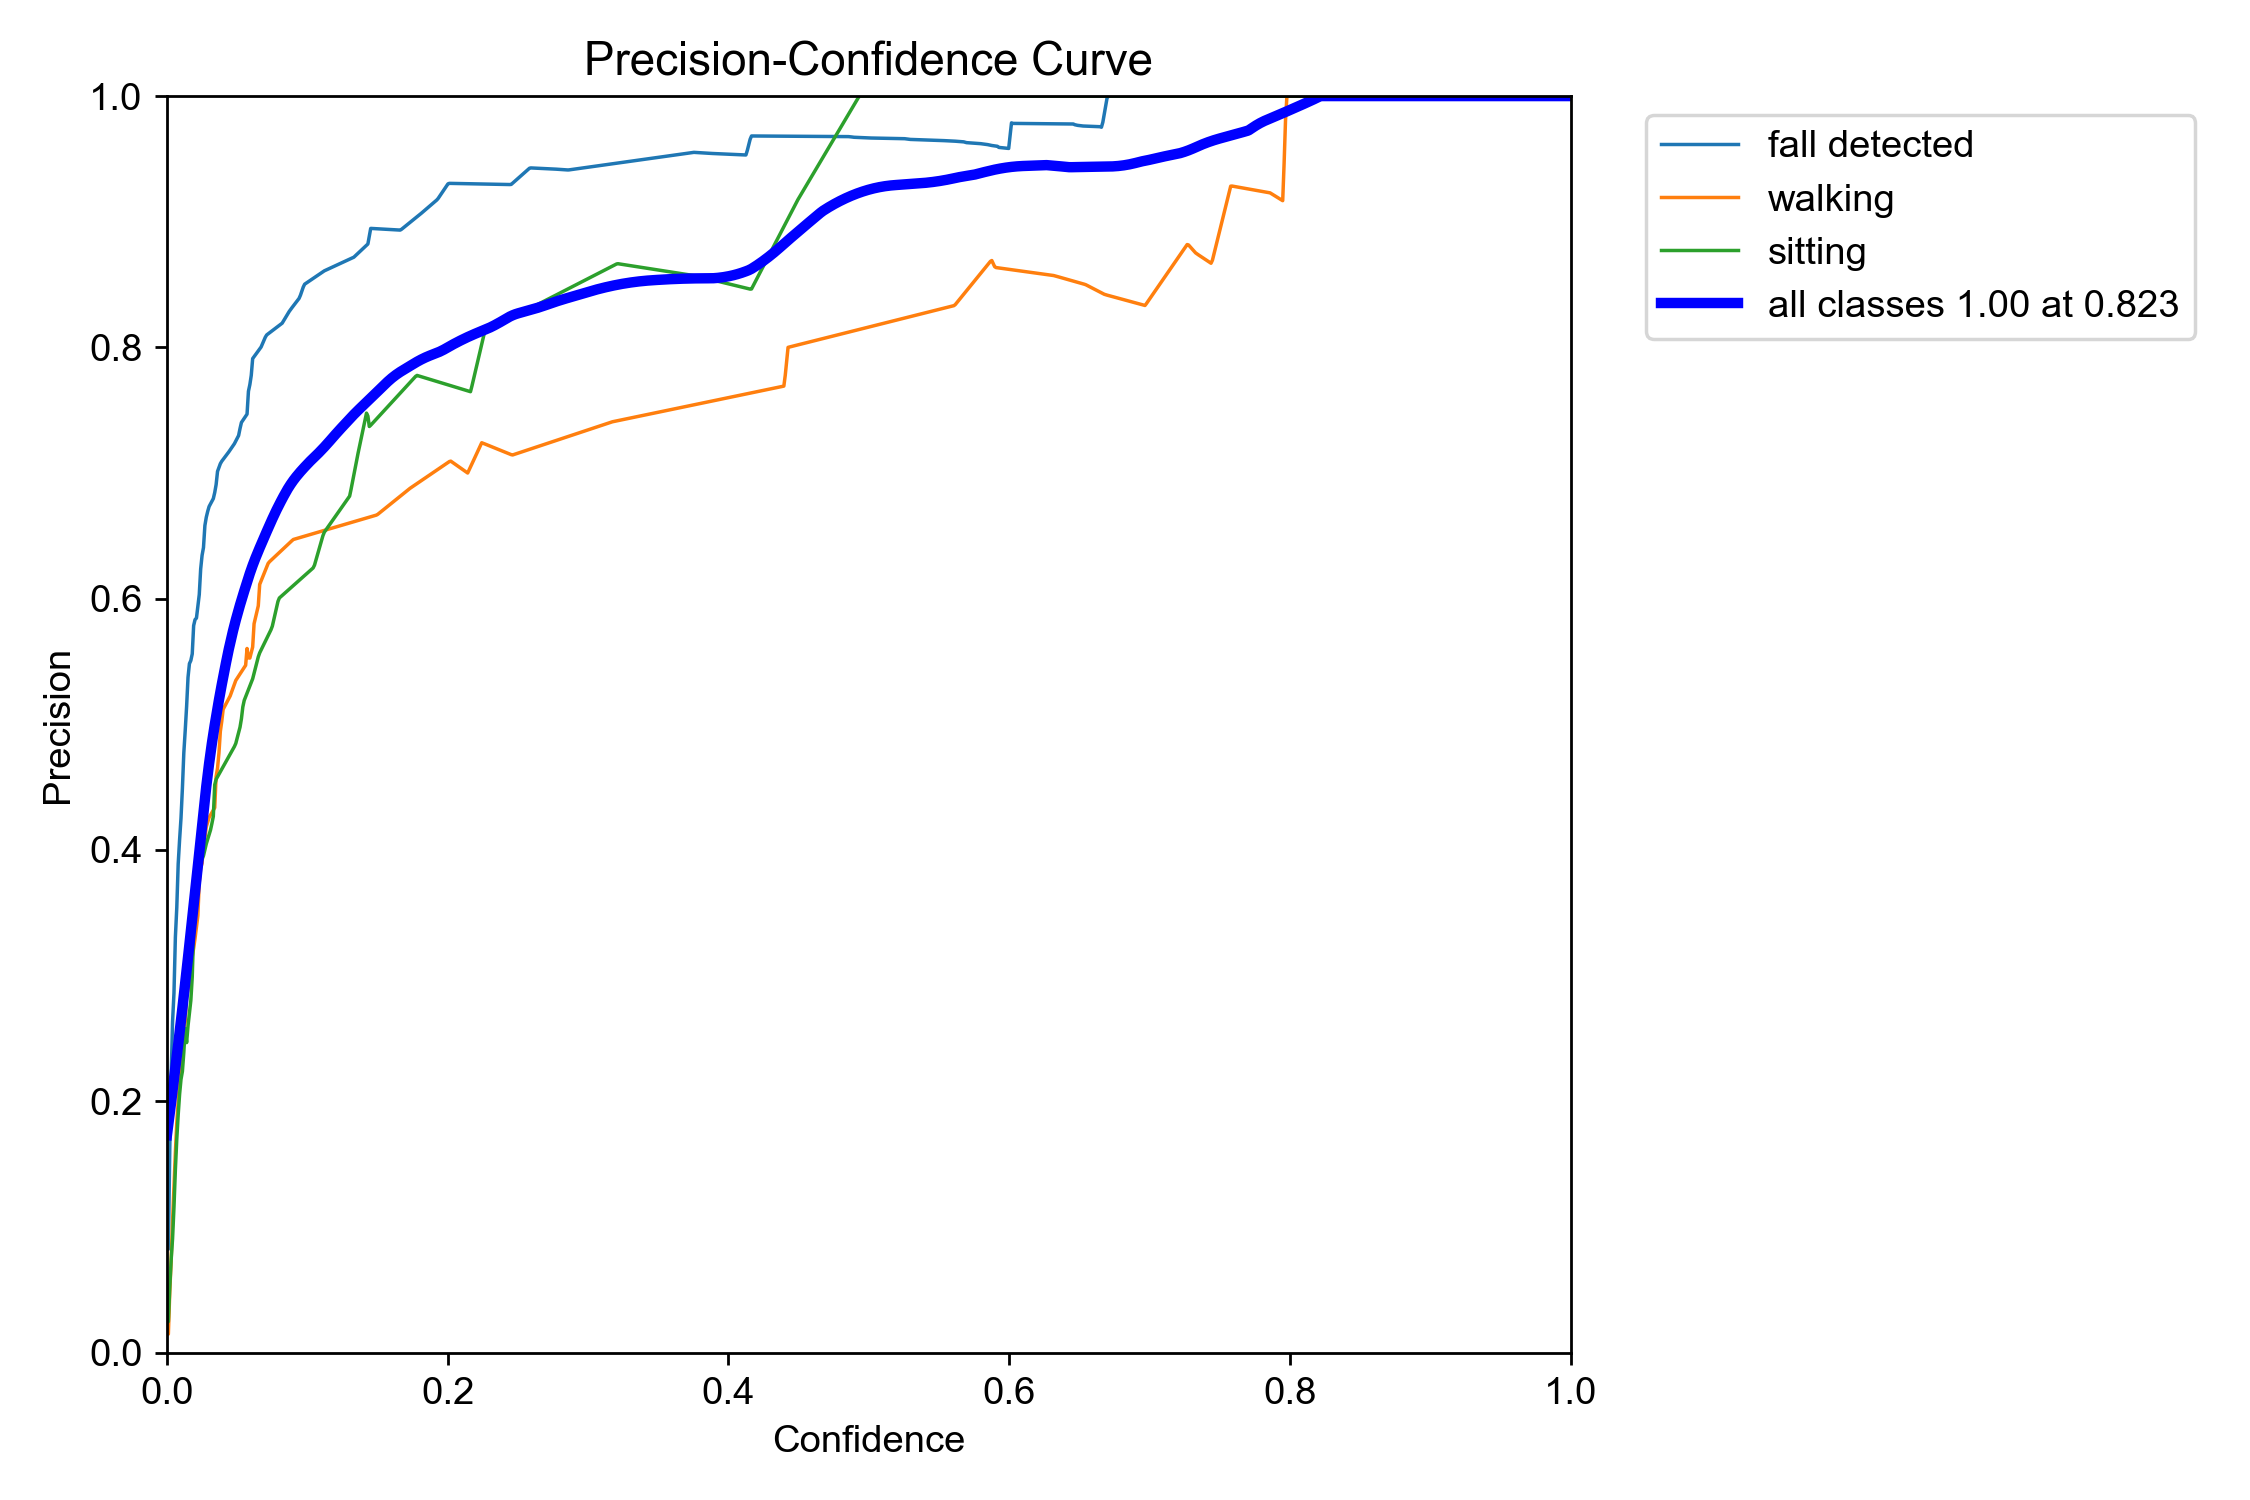 Precision-Confidence Curve
1.0
0.8
0.6
0.4
0.2
0.0
Precision
0.0 0.2 0.4 0.6 0.8 1.0
Confidence
fall detected
walking
sitting
all classes 1.00 at 0.823